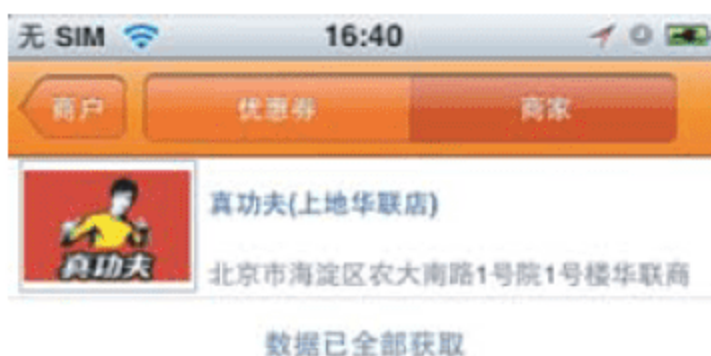 无 SIM 16:40
商户 优惠券 商家
真功夫
真功夫(上地华联店)
北京市海淀区农大南路1号院1号楼华联商
数据已全部获取